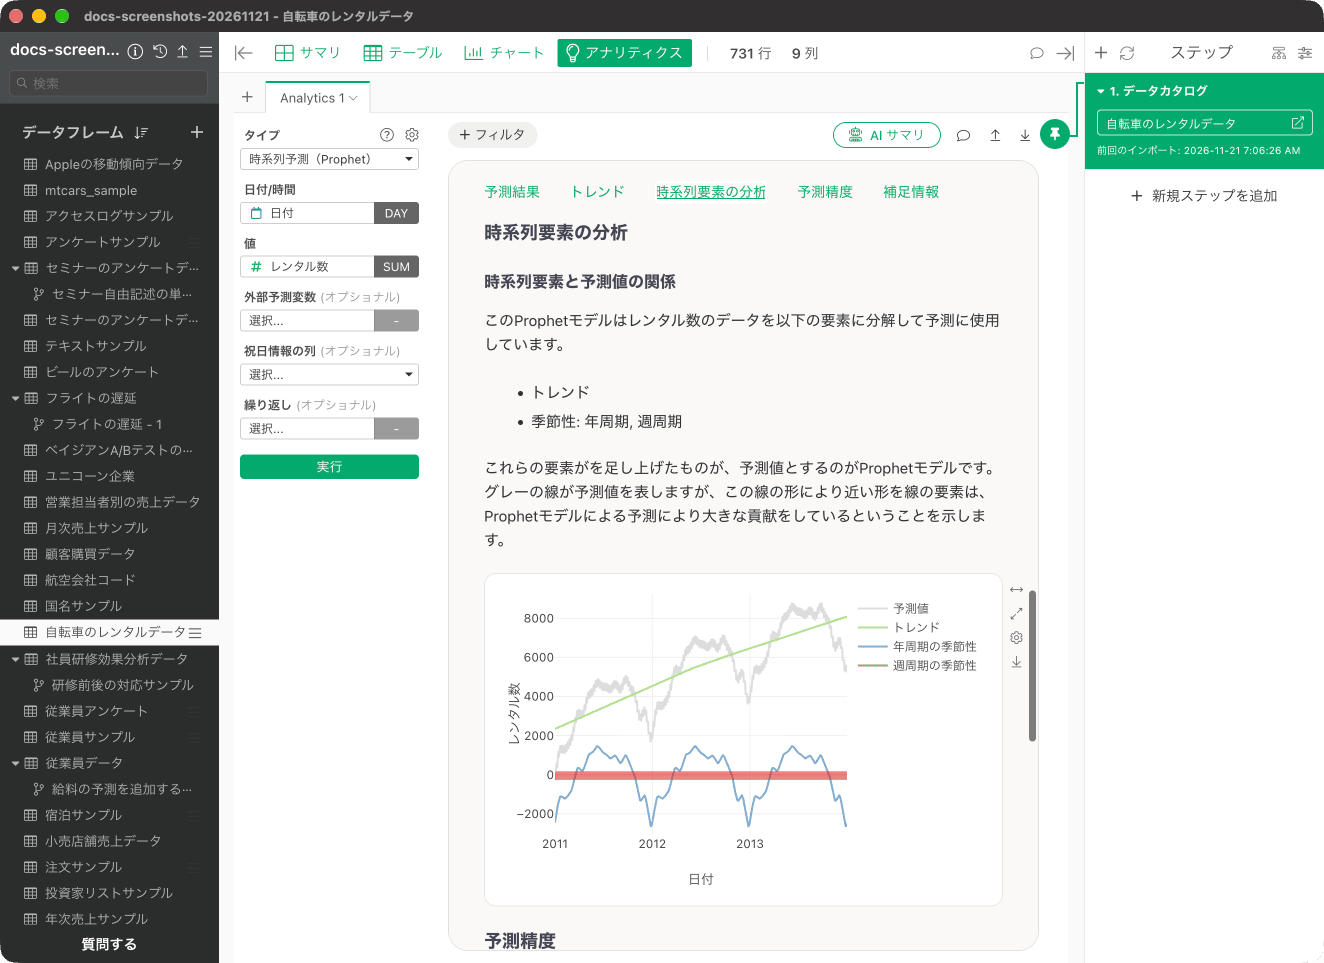 docs-screenshots-20261121 - 自転車のレンタルデータ
docs-screen...
検索
データフレーム
Appleの移動傾向データ
mtcars_sample
アクセスログサンプル
アンケートサンプル
セミナーのアンケートデ...
セミナー自由記述の単...
セミナーのアンケートデ...
テキストサンプル
ビールのアンケート
フライトの遅延
フライトの遅延 - 1
ベイジアンA/Bテストの...
ユニコーン企業
営業担当者別の売上データ
月次売上サンプル
顧客購買データ
航空会社コード
国名サンプル
自転車のレンタルデータ
社員研修効果分析データ
研修前後の対応サンプル
従業員アンケート
従業員サンプル
従業員データ
給料の予測を追加する...
宿泊サンプル
小売店舗売上データ
注文サンプル
投資家リストサンプル
年次売上サンプル
質問する
サマリ
テーブル
チャート
アナリティクス
731 行
9 列
Analytics 1
タイプ
時系列予測（Prophet）
日付/時間
日付
DAY
値
レンタル数
SUM
外部予測変数 (オプショナル)
選択...
-
祝日情報の列 (オプショナル)
選択...
繰り返し (オプショナル)
選択...
-
実行
フィルタ
AI サマリ
予測結果
トレンド
時系列要素の分析
予測精度
補足情報
時系列要素の分析
時系列要素と予測値の関係
このProphetモデルはレンタル数のデータを以下の要素に分解して予測に使用
しています。
• トレンド
• 季節性: 年周期, 週周期
これらの要素がを足し上げたものが、予測値とするのがProphetモデルです。
グレーの線が予測値を表しますが、この線の形により近い形を線の要素は、
Prophetモデルによる予測により大きな貢献をしているということを示しま
す。
8000
6000
4000
2000
0
−2000
レンタル数
2011
2012
2013
日付
予測値
トレンド
年周期の季節性
週周期の季節性
予測精度
ステップ
1. データカタログ
自転車のレンタルデータ
前回のインポート: 2026-11-21 7:06:26 AM
新規ステップを追加